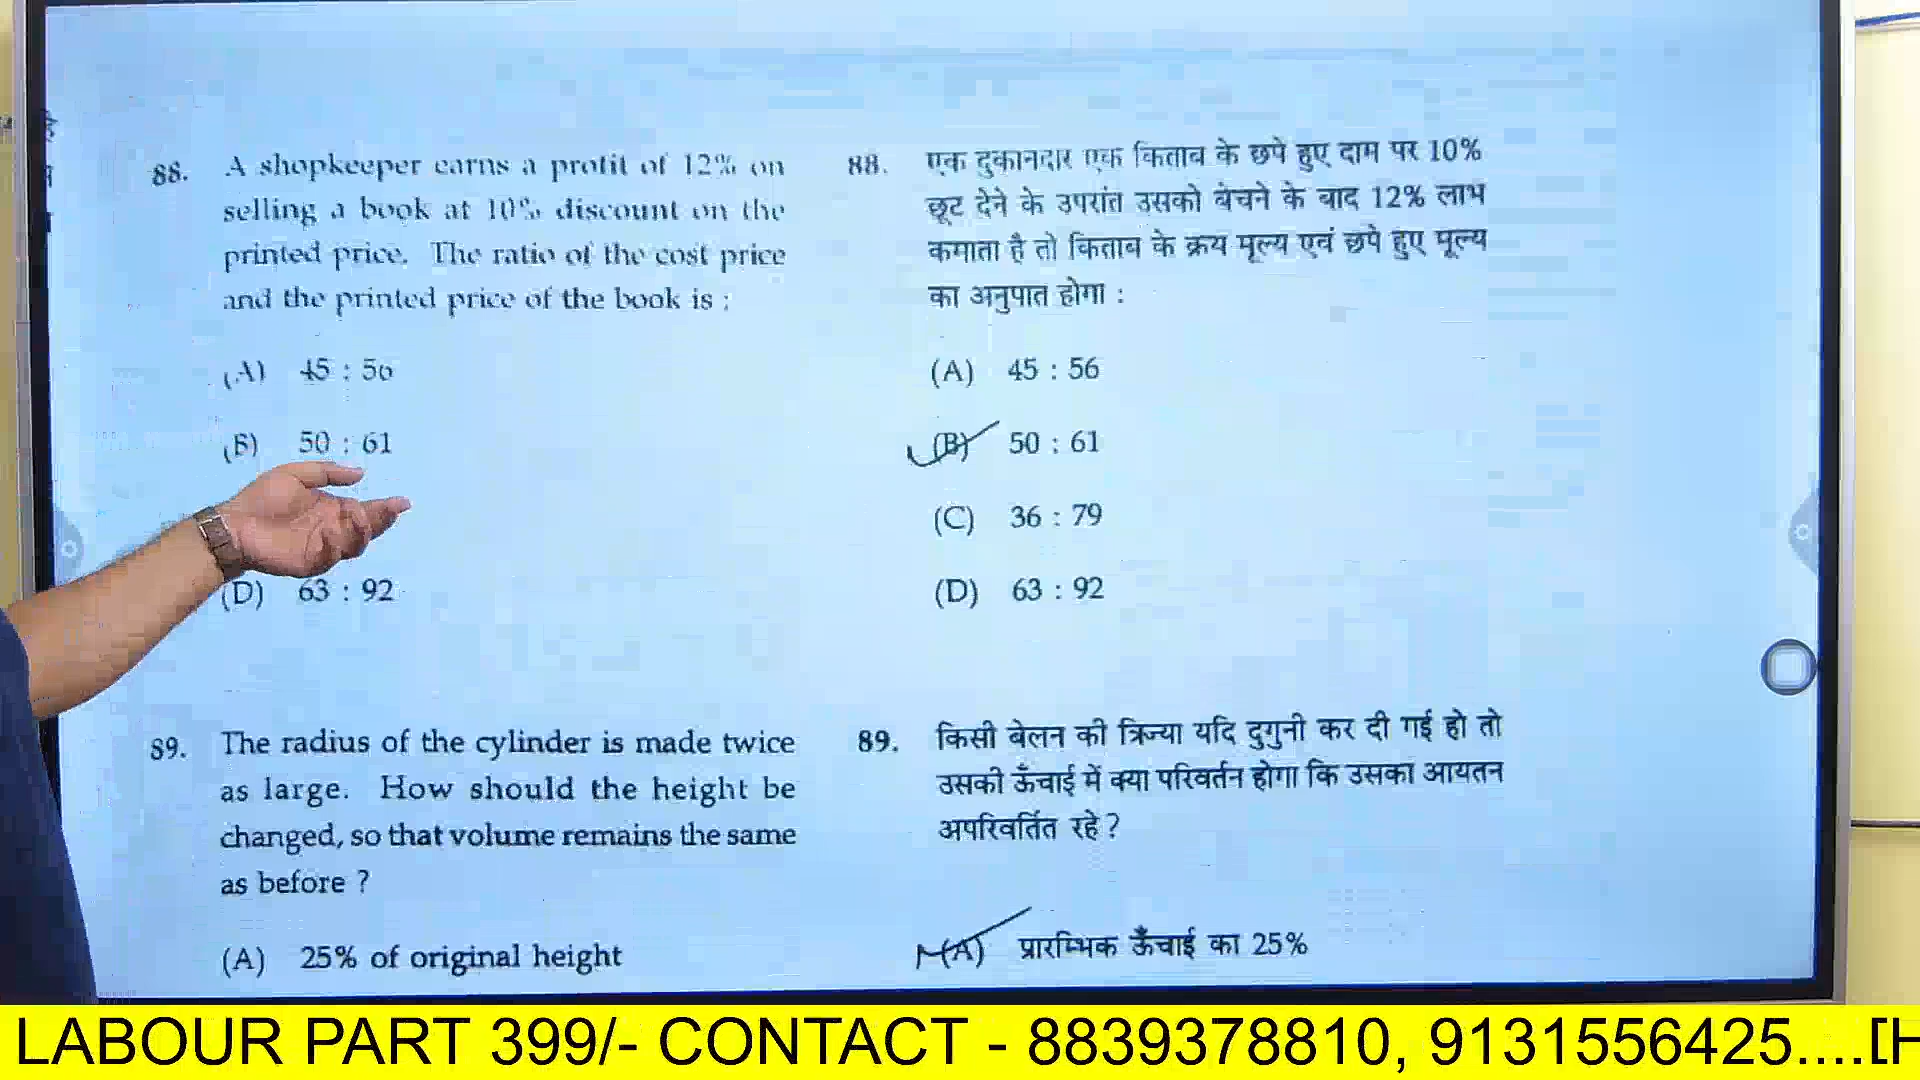 88. A shopkeeper earns a profit of 12% on
selling a book at 10% discount on the
printed price. The ratio of the cost price
and the printed price of the book is :
(A) 45 : 56
(B) 50 : 61
(D) 63 : 92
89. The radius of the cylinder is made twice
as large. How should the height be
changed, so that volume remains the same
as before ?
(A) 25% of original height
88. एक दुकानदार एक किताब के छपे हुए दाम पर 10%
छूट देने के उपरांत उसको बेचने के बाद 12% लाभ
कमाता है तो किताब के क्रय मूल्य एवं छपे हुए मूल्य
का अनुपात होगा :
(A) 45 : 56
(B) 50 : 61
(C) 36 : 79
(D) 63 : 92
89. किसी बेलन की त्रिज्या यदि दुगुनी कर दी गई हो तो
उसकी ऊँचाई में क्या परिवर्तन होगा कि उसका आयतन
अपरिवर्तित रहे ?
(A) प्रारम्भिक ऊँचाई का 25%
LABOUR PART 399/- CONTACT - 8839378810, 9131556425....[H